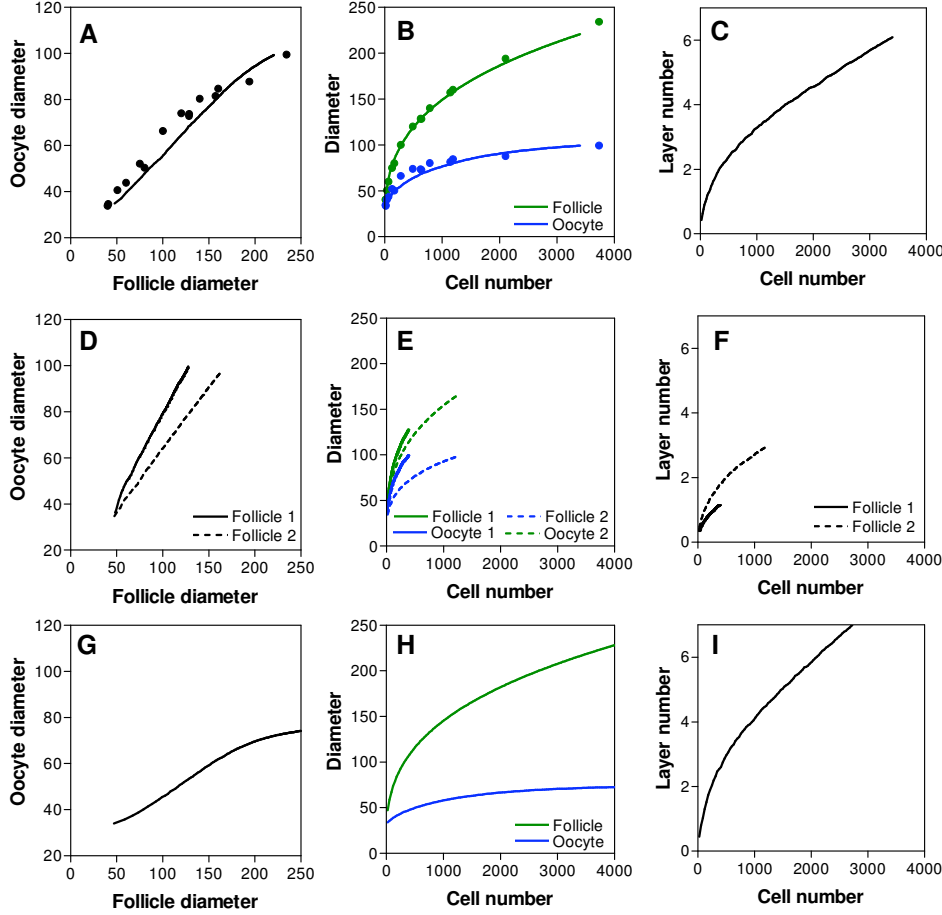 A
Oocyte diameter
120
100
80
60
40
20
0 50 100 150 200 250
Follicle diameter
B
Diameter
250
200
150
100
50
0
Follicle
Oocyte
0 1000 2000 3000 4000
Cell number
C
Layer number
6
4
2
0
0 1000 2000 3000 4000
Cell number
D
Oocyte diameter
120
100
80
60
40
20
Follicle 1
Follicle 2
0 50 100 150 200 250
Follicle diameter
E
Diameter
250
200
150
100
50
0
Follicle 1 Follicle 2
Oocyte 1 Oocyte 2
0 1000 2000 3000 4000
Cell number
F
Layer number
6
4
2
0
Follicle 1
Follicle 2
0 1000 2000 3000 4000
Cell number
G
Oocyte diameter
120
100
80
60
40
20
0 50 100 150 200 250
Follicle diameter
H
Diameter
250
200
150
100
50
0
Follicle
Oocyte
0 1000 2000 3000 4000
Cell number
I
Layer number
6
4
2
0
0 1000 2000 3000 4000
Cell number